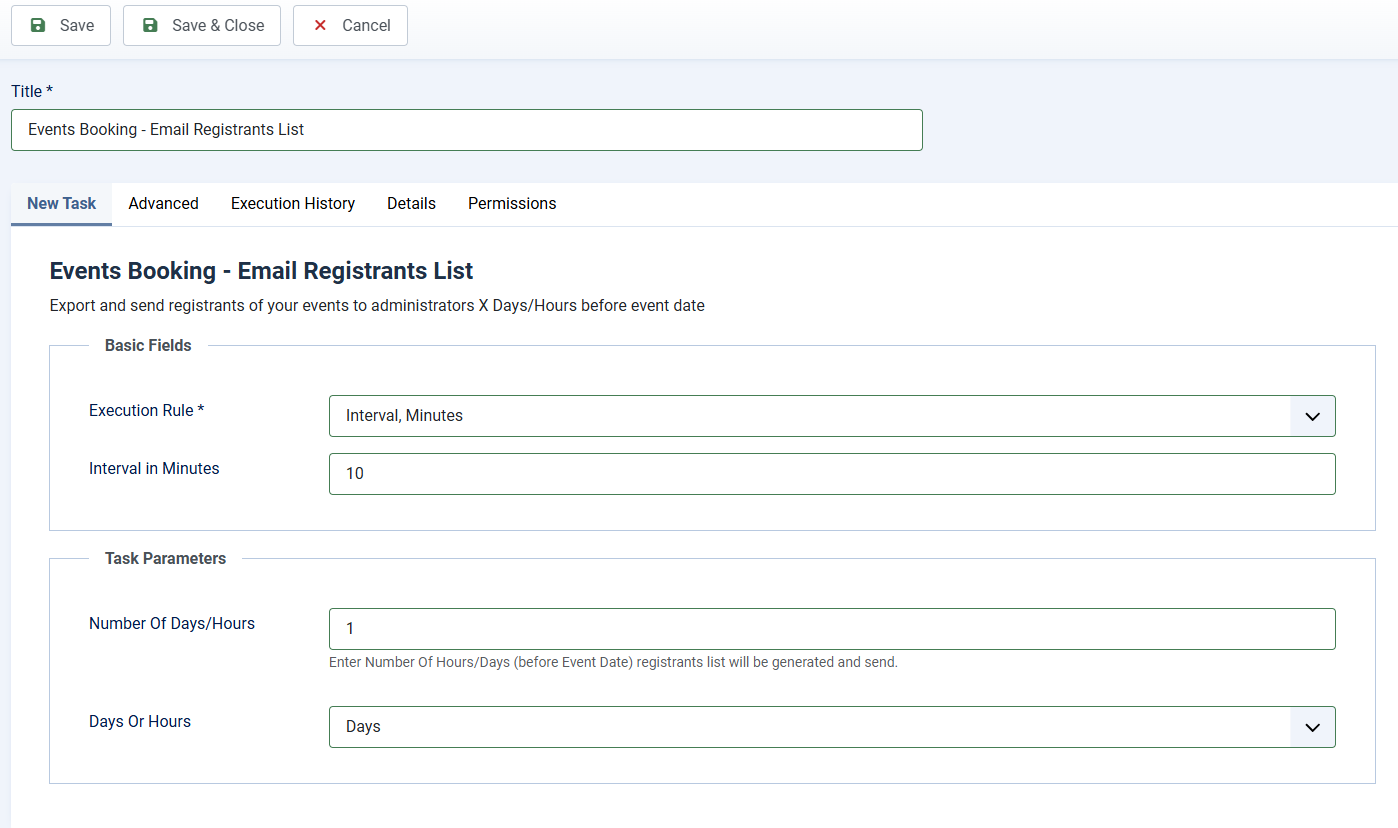 Save
Save & Close
Cancel
Title *
Events Booking - Email Registrants List
New Task
Advanced
Execution History
Details
Permissions
Events Booking - Email Registrants List
Export and send registrants of your events to administrators X Days/Hours before event date
Basic Fields
Execution Rule *
Interval, Minutes
Interval in Minutes
10
Task Parameters
Number Of Days/Hours
1
Enter Number Of Hours/Days (before Event Date) registrants list will be generated and send.
Days Or Hours
Days